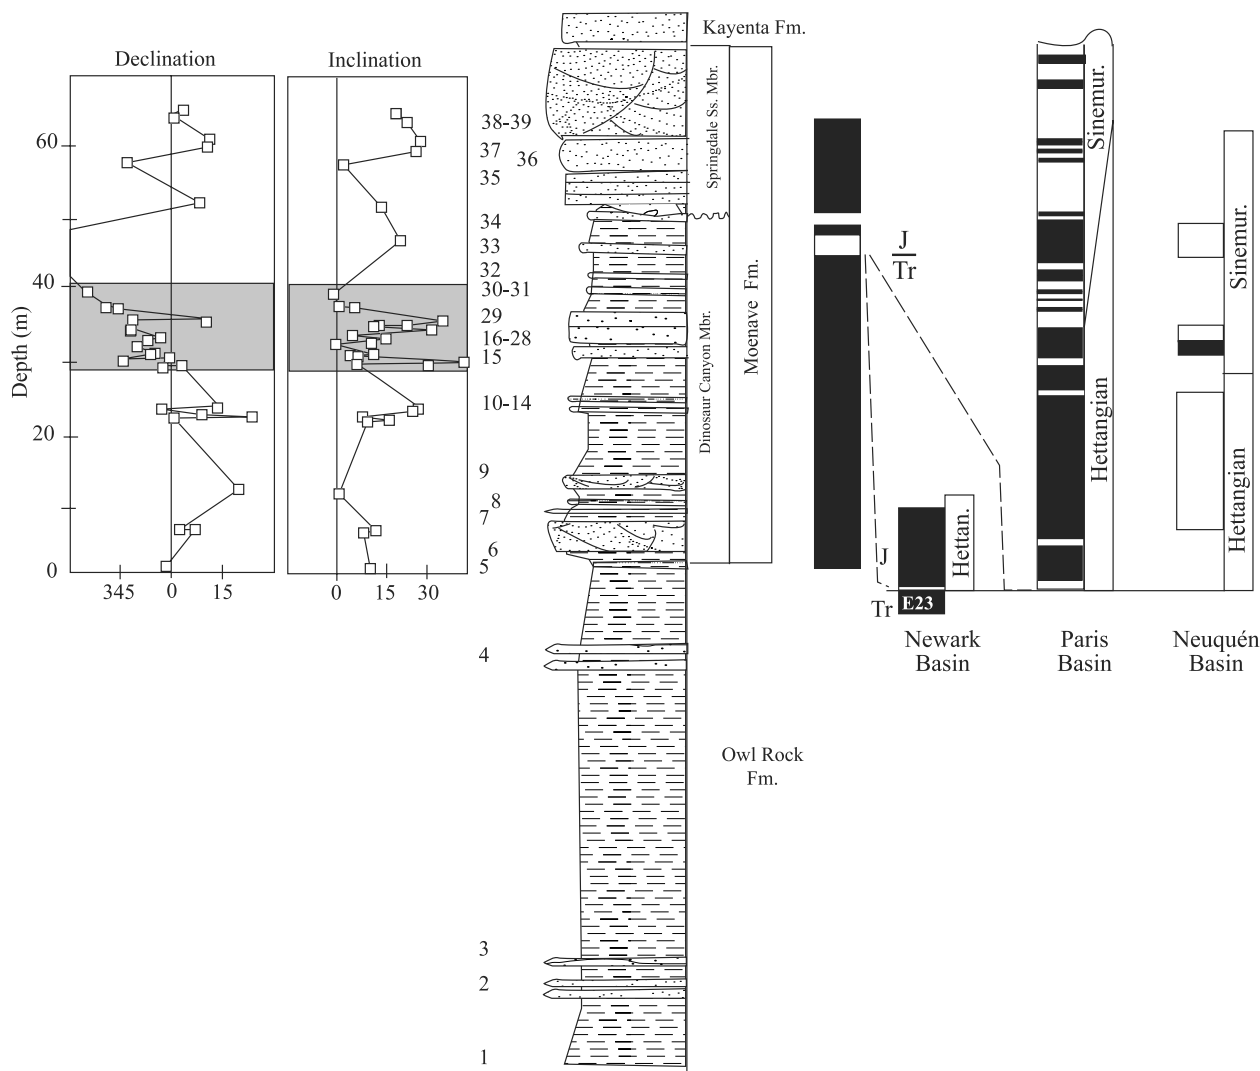 Declination
Inclination
Kayenta Fm.
Depth (m)
60
40
20
0
345
0
15
0
15
30
38-39
37
36
35
34
33
32
30-31
29
16-28
15
10-14
9
8
7
6
5
4
3
2
1
Springdale Ss. Mbr.
Dinosaur Canyon Mbr.
Moenave Fm.
Owl Rock
Fm.
J
Tr
J
Tr
E23
Hettan.
Newark
Basin
Sinemur.
Hettangian
Paris
Basin
Sinemur.
Hettangian
Neuquén
Basin